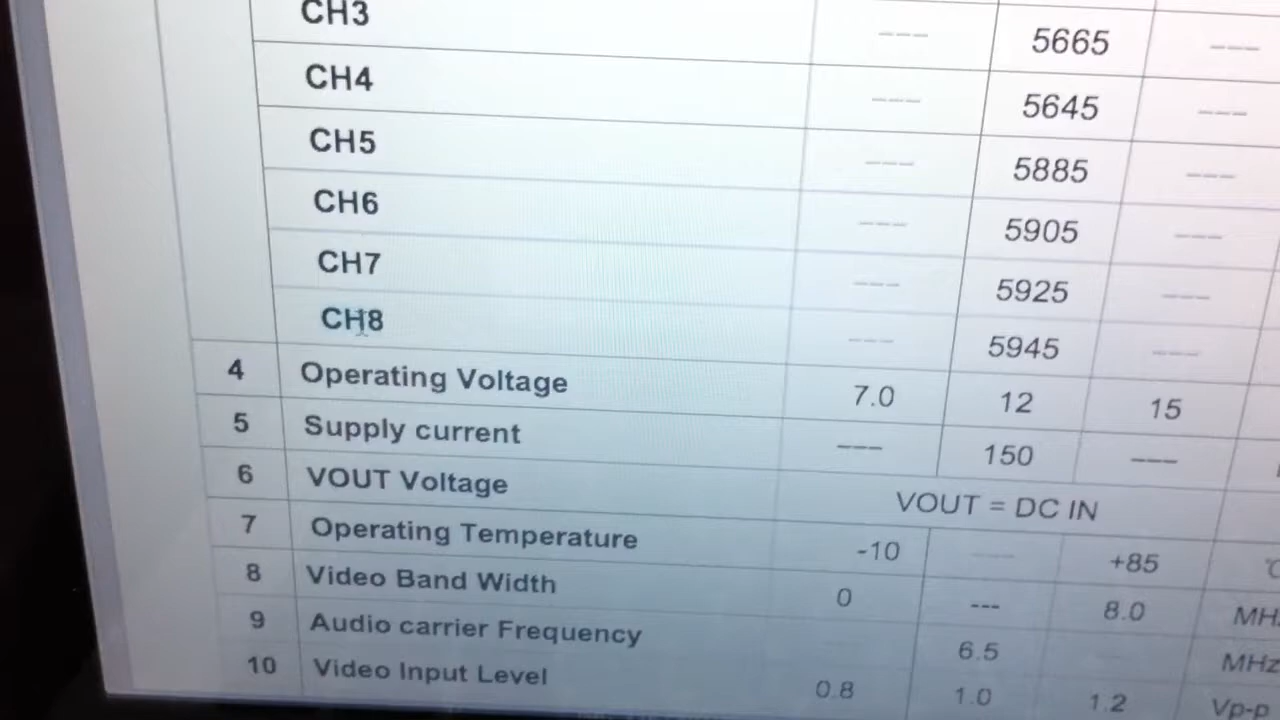 CH3 --- 5665 ---
CH4 --- 5645 ---
CH5 --- 5885 ---
CH6 --- 5905 ---
CH7 --- 5925 ---
CH8 --- 5945 ---
4 Operating Voltage 7.0 12 15
5 Supply current --- 150 ---
6 VOUT Voltage VOUT = DC IN
7 Operating Temperature -10 --- +85 ℃
8 Video Band Width 0 --- 8.0 MHz
9 Audio carrier Frequency 6.5 MHz
10 Video Input Level 0.8 1.0 1.2 Vp-p